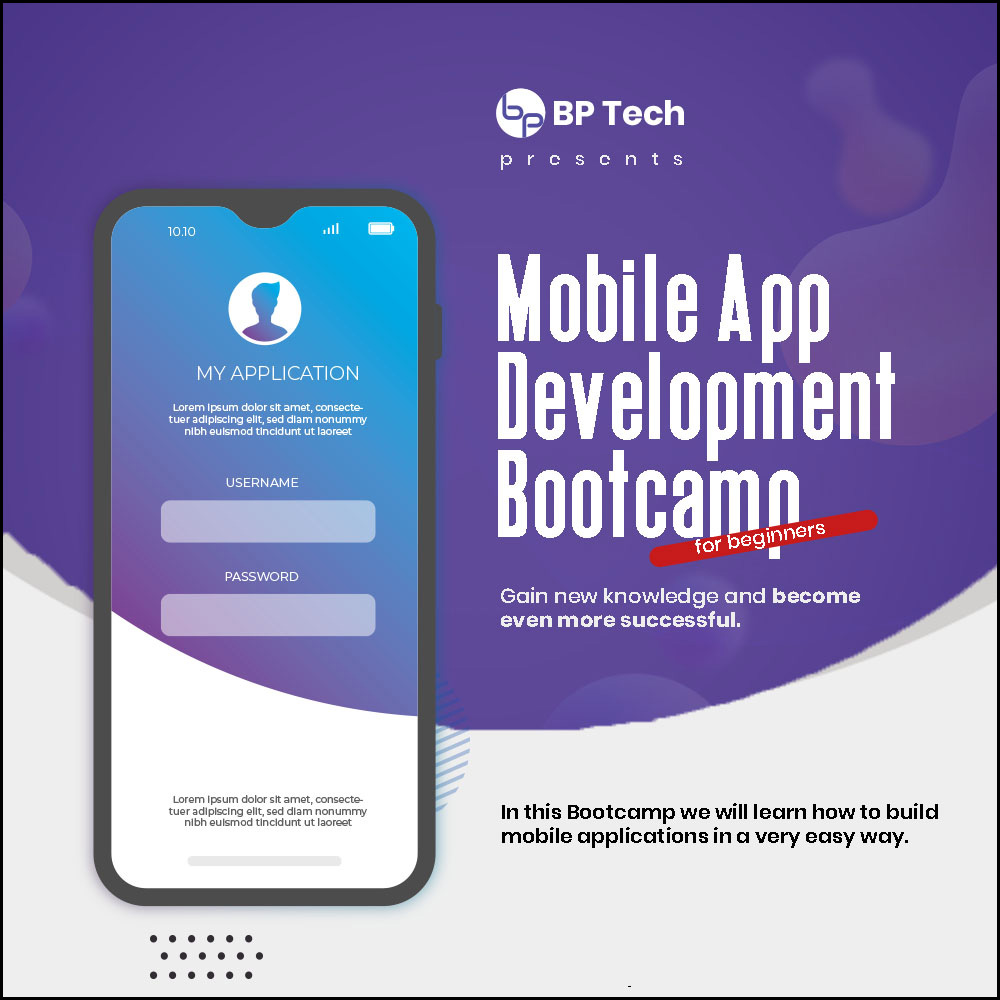 bp BP Tech
presents
Mobile App
Development
Bootcamp
for beginners
Gain new knowledge and become
even more successful.
In this Bootcamp we will learn how to build
mobile applications in a very easy way.
10.10
MY APPLICATION
Lorem ipsum dolor sit amet, consecte-
tuer adipiscing elit, sed diam nonummy
nibh euismod tincidunt ut laoreet
USERNAME
PASSWORD
Lorem ipsum dolor sit amet, consecte-
tuer adipiscing elit, sed diam nonummy
nibh euismod tincidunt ut laoreet